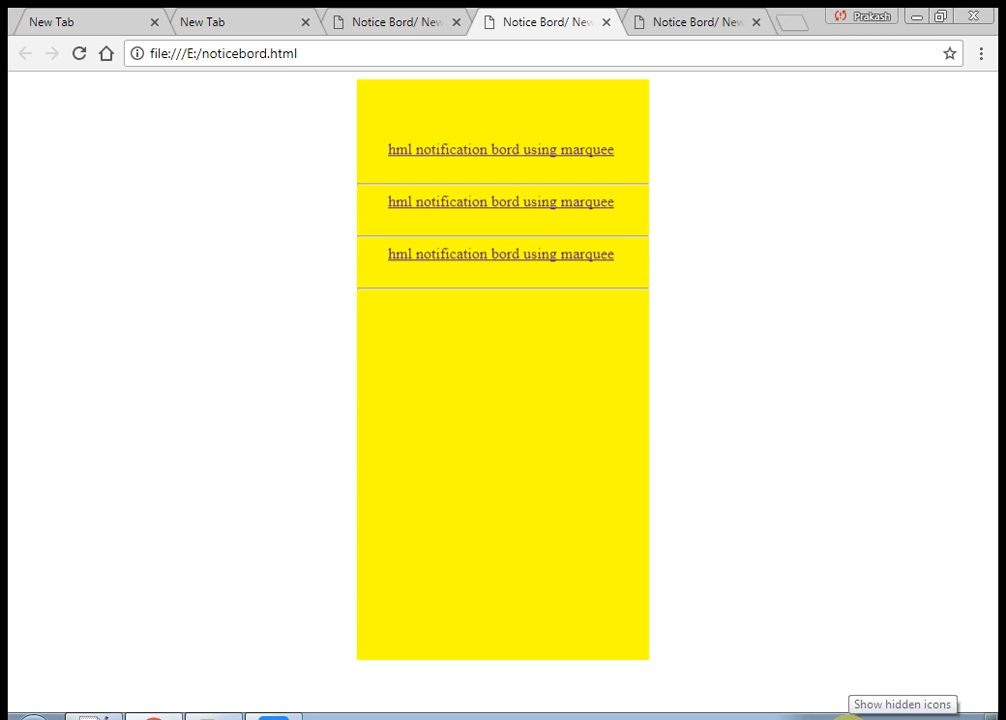 New Tab
New Tab
Notice Bord/ New
Notice Bord/ New
Notice Bord/ New
Prakash
file:///E:/noticebord.html
hml notification bord using marquee
hml notification bord using marquee
hml notification bord using marquee
Show hidden icons